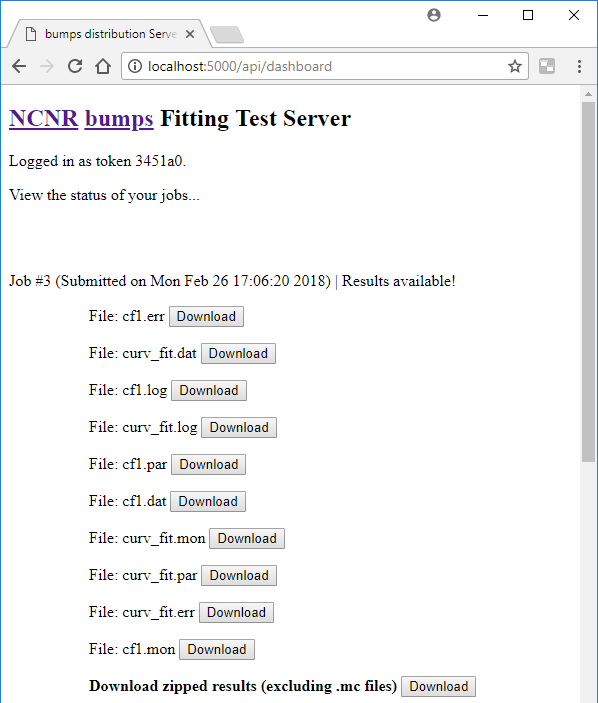 bumps distribution Serve
localhost:5000/api/dashboard
NCNR bumps Fitting Test Server
Logged in as token 3451a0.
View the status of your jobs...
Job #3 (Submitted on Mon Feb 26 17:06:20 2018) | Results available!
File: cf1.err Download
File: curv_fit.dat Download
File: cf1.log Download
File: curv_fit.log Download
File: cf1.par Download
File: cf1.dat Download
File: curv_fit.mon Download
File: curv_fit.par Download
File: curv_fit.err Download
File: cf1.mon Download
Download zipped results (excluding .mc files) Download